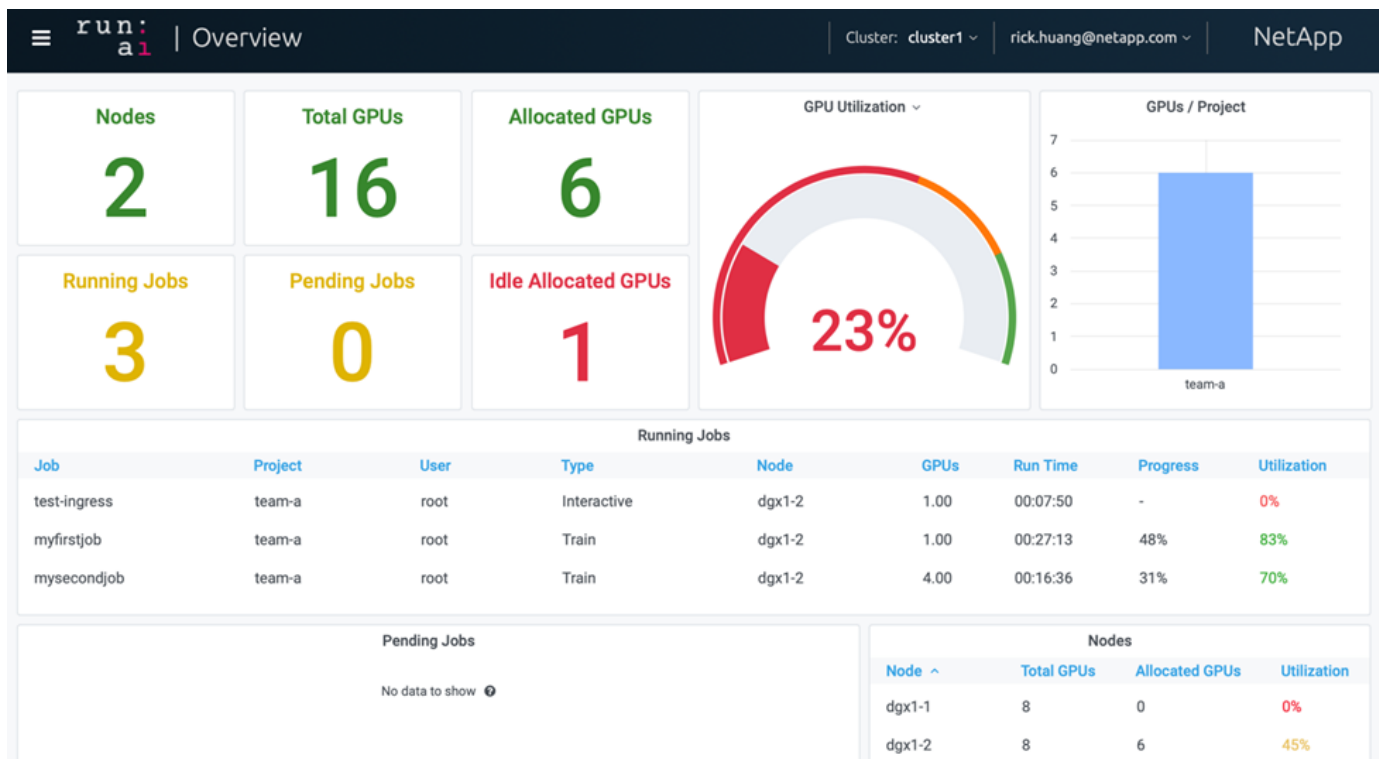 run: ai | Overview Cluster: cluster1 rick.huang@netapp.com NetApp
Nodes Total GPUs Allocated GPUs
2 16 6
Running Jobs Pending Jobs Idle Allocated GPUs
3 0 1
GPU Utilization
23%
GPUs / Project
7
6
5
4
3
2
1
0
team-a
Running Jobs
Job Project User Type Node GPUs Run Time Progress Utilization
test-ingress team-a root Interactive dgx1-2 1.00 00:07:50 - 0%
myfirstjob team-a root Train dgx1-2 1.00 00:27:13 48% 83%
mysecondjob team-a root Train dgx1-2 4.00 00:16:36 31% 70%
Pending Jobs
No data to show ?
Nodes
Node Total GPUs Allocated GPUs Utilization
dgx1-1 8 0 0%
dgx1-2 8 6 45%